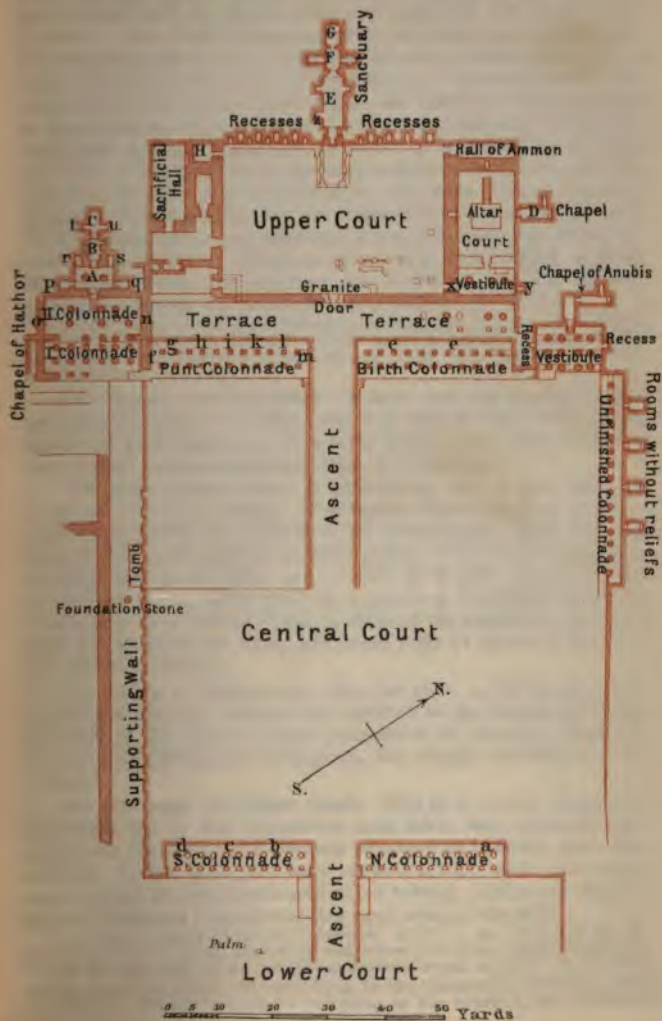 G
F
Sanctuary
E
s
Recesses
Recesses
H
Hall of Ammon
Sacrificial
Hall
Upper Court
Altar
Court
D
Chapel
t
C
u
B
r
s
A
p
q
Chapel of Anubis
Granite
Door
x
Vestibule
y
Chapel of Hathor
o
II. Colonnade
n
Terrace
Terrace
I. Colonnade
f
g
h
i
k
l
m
Punt Colonnade
e
e
Birth Colonnade
Recess
Vestibule
Recess
Ascent
Unfinished Colonnade
Rooms without reliefs
Tomb
Foundation Stone
Central Court
Supporting Wall
N.
S.
d
c
b
S. Colonnade
a
N. Colonnade
Ascent
Palm
Lower Court
0 5 10 20 30 40 50 Yards